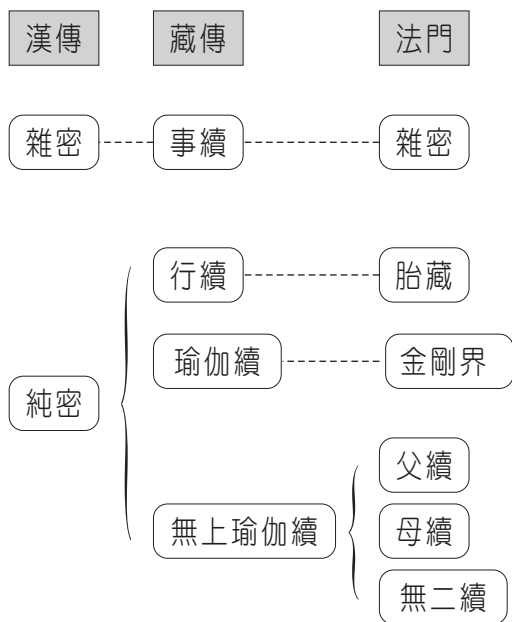 漢傳 藏傳 法門
雜密 事續 雜密
行續 胎藏
瑜伽續 金剛界
純密
父續
無上瑜伽續 母續
無二續